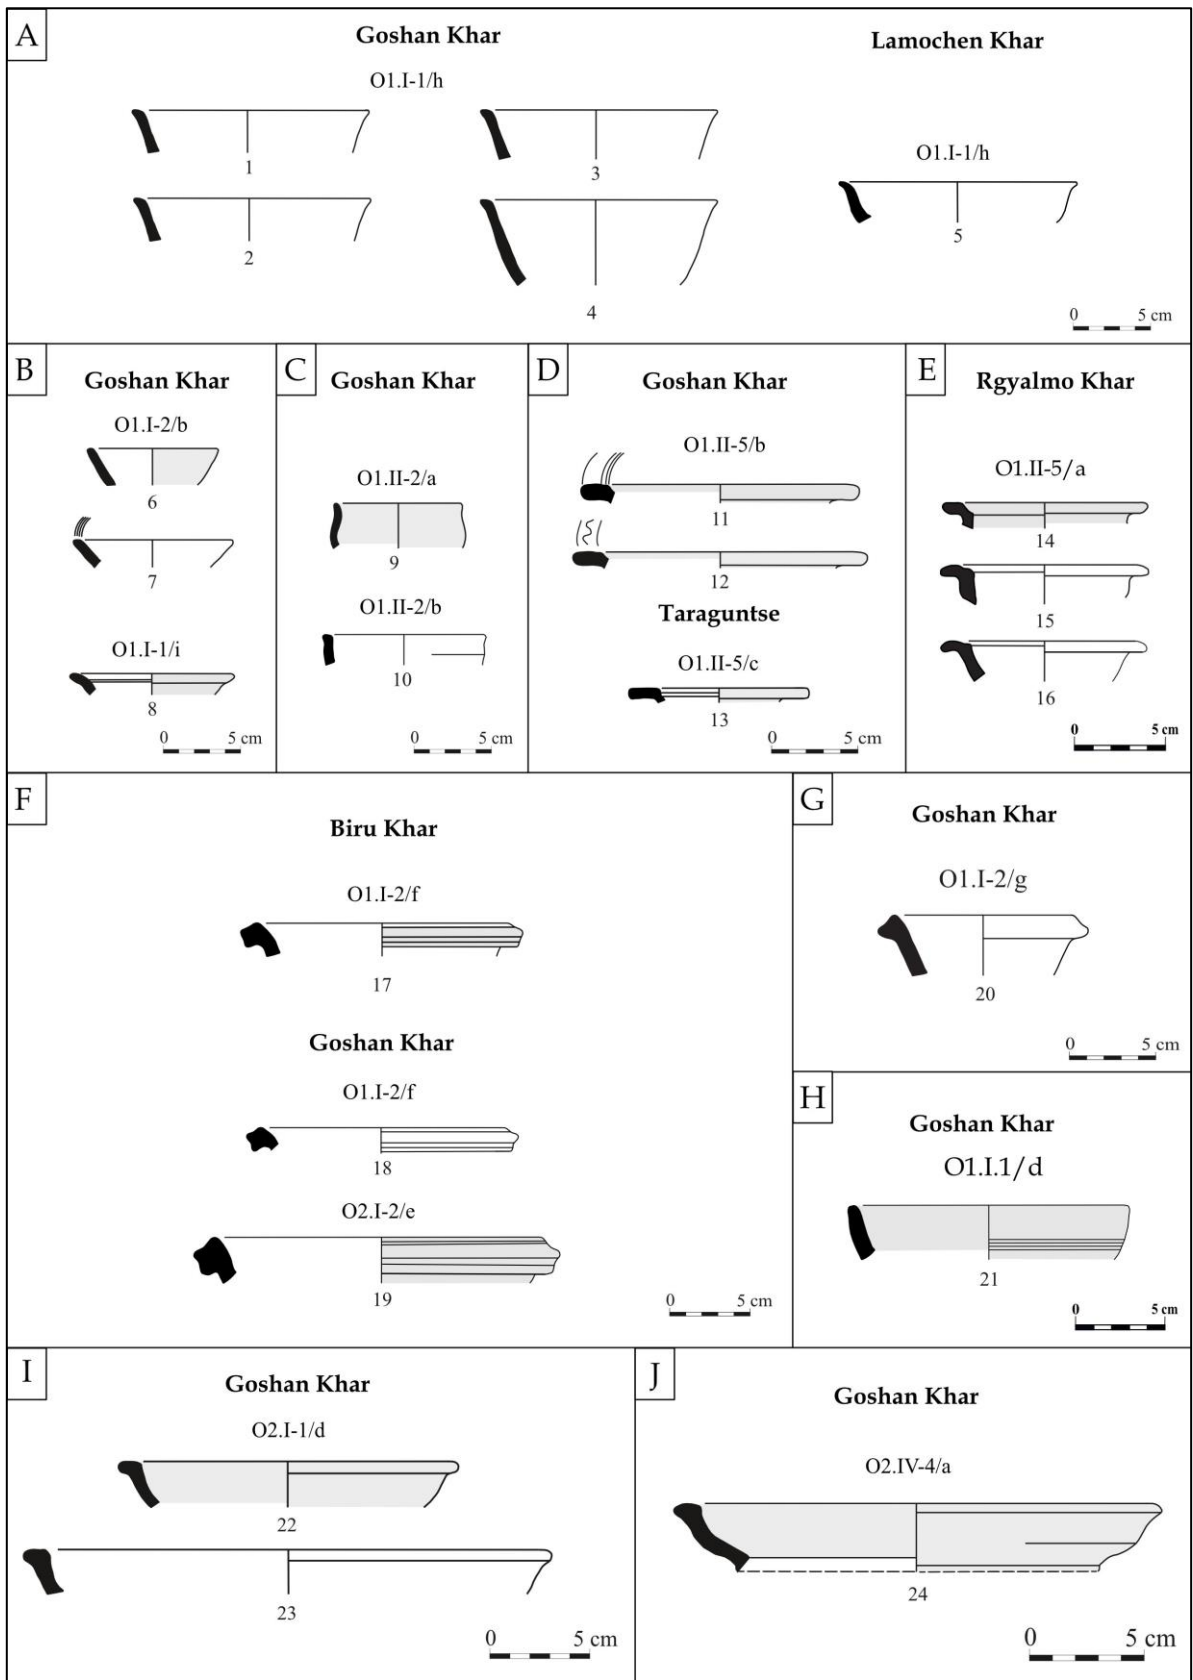 A
Goshan Khar
Lamochen Khar
O1.I-1/h
1
3
O1.I-1/h
2
4
5
0 5 cm
B
Goshan Khar
O1.I-2/b
6
7
O1.I-1/i
8
0 5 cm
C
Goshan Khar
O1.II-2/a
9
O1.II-2/b
10
0 5 cm
D
Goshan Khar
O1.II-5/b
11
12
Taraguntse
O1.II-5/c
13
0 5 cm
E
Rgyalmo Khar
O1.II-5/a
14
15
16
0 5 cm
F
Biru Khar
O1.I-2/f
17
Goshan Khar
O1.I-2/f
18
O2.I-2/e
19
0 5 cm
G
Goshan Khar
O1.I-2/g
20
0 5 cm
H
Goshan Khar
O1.I.1/d
21
0 5 cm
I
Goshan Khar
O2.I-1/d
22
23
0 5 cm
J
Goshan Khar
O2.IV-4/a
24
0 5 cm